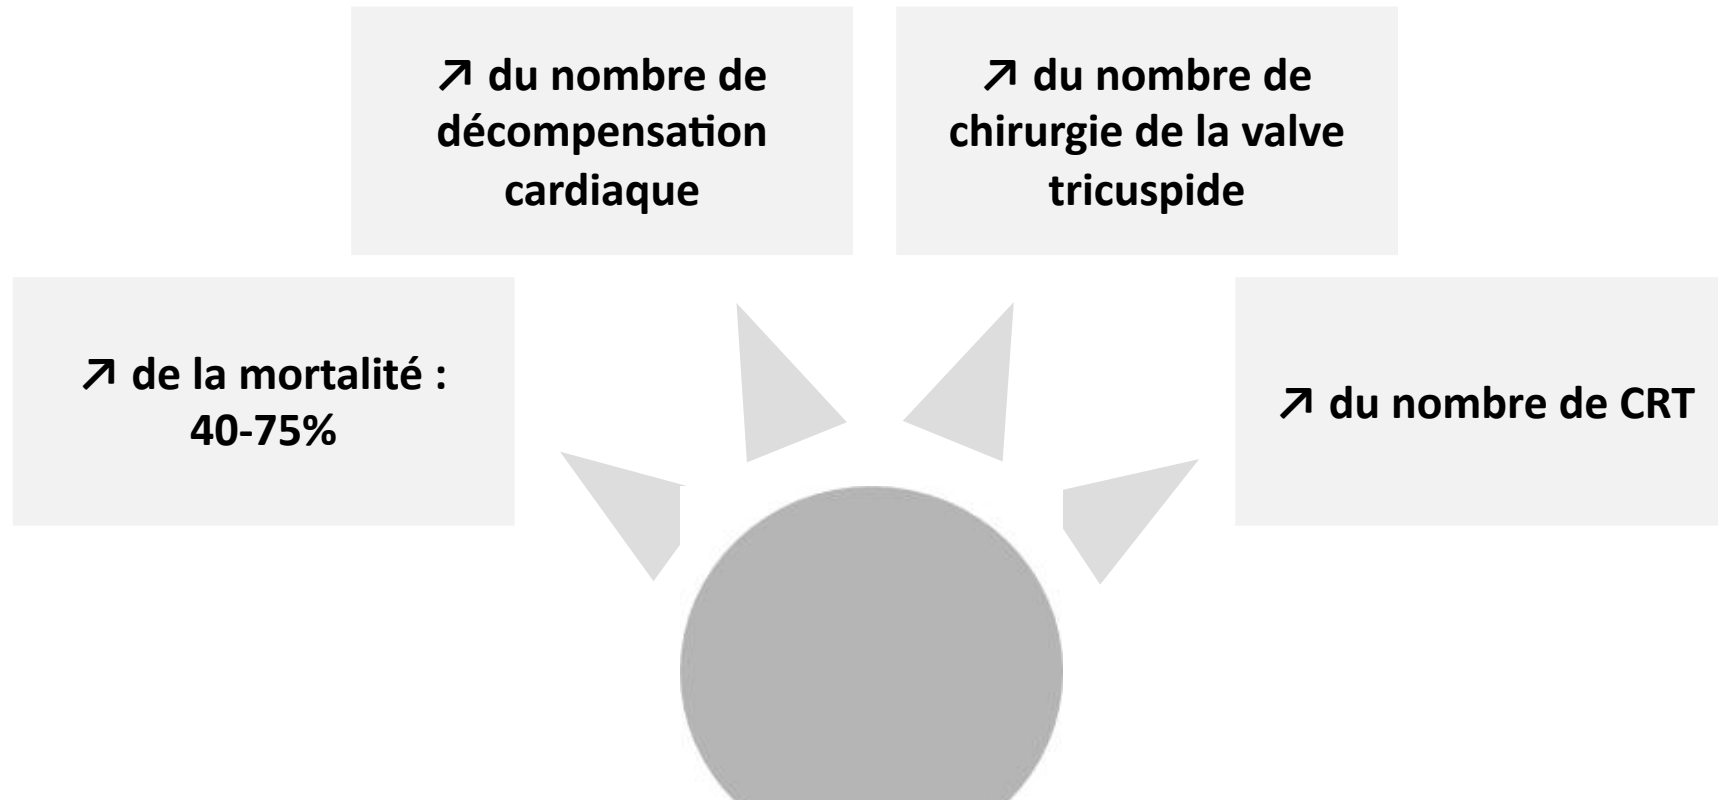 ↗ du nombre de
décompensation
cardiaque
↗ du nombre de
chirurgie de la valve
tricuspide
↗ de la mortalité :
40-75%
↗ du nombre de CRT